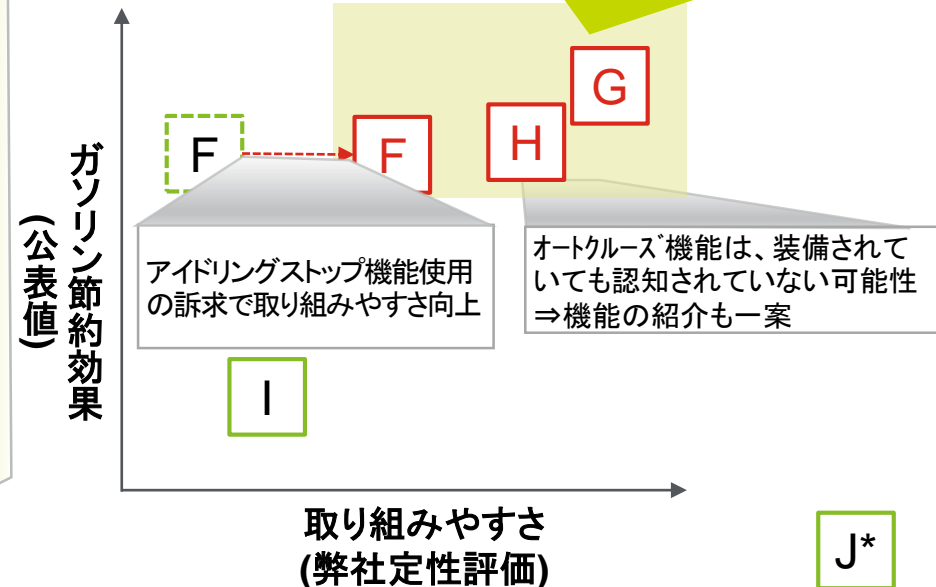 ガソリン節約効果
(公表値)
F
F
H
G
アイドリングストップ機能使用
の訴求で取り組みやすさ向上
ｵｰﾄｸﾙｰｽﾞ機能は、装備されて
いても認知されていない可能性
⇒機能の紹介も一案
I
取り組みやすさ
(弊社定性評価)
J*